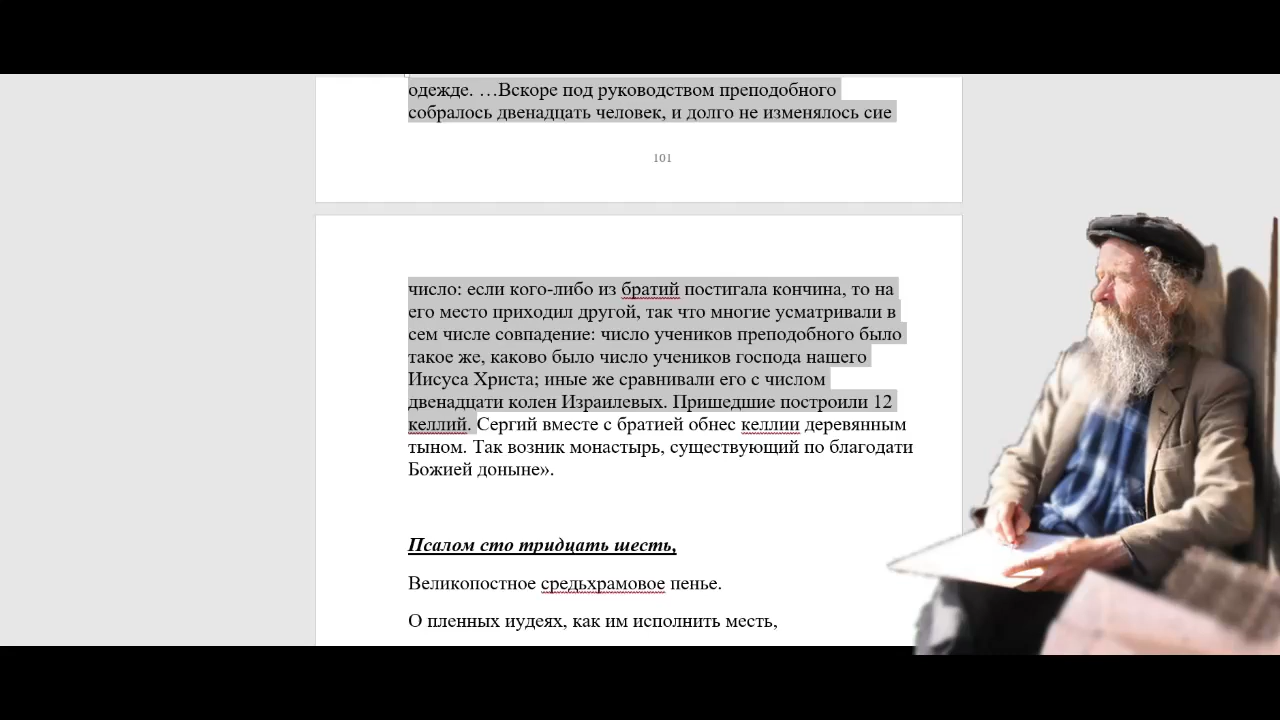 одежде. …Вскоре под руководством преподобного
собралось двенадцать человек, и долго не изменялось сие
101
число: если кого-либо из братий постигала кончина, то на
его место приходил другой, так что многие усматривали в
сем числе совпадение: число учеников преподобного было
такое же, каково было число учеников господа нашего
Иисуса Христа; иные же сравнивали его с числом
двенадцати колен Израилевых. Пришедшие построили 12
келлий. Сергий вместе с братией обнес келлии деревянным
тыном. Так возник монастырь, существующий по благодати
Божией доныне».
Псалом сто тридцать шесть,
Великопостное средьхрамовое пенье.
О пленных иудеях, как им исполнить месть,